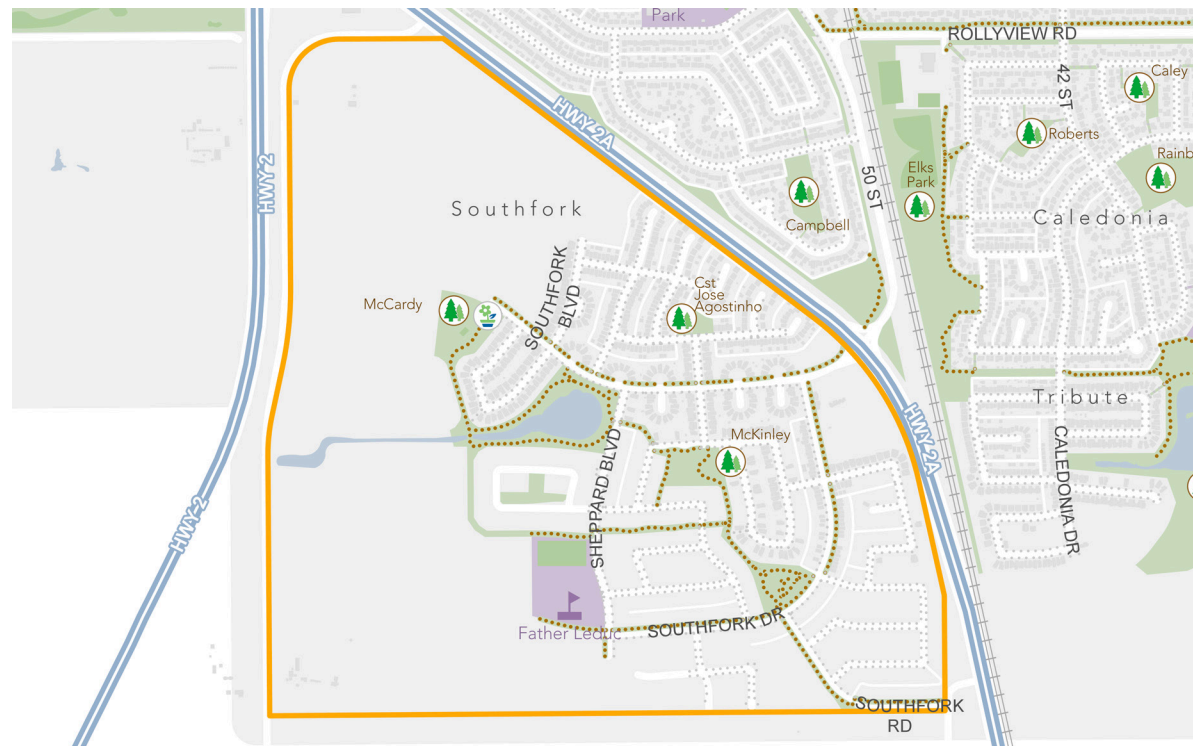 Park
ROLLYVIEW RD
42 ST
Caley
HWY 2A
Roberts
HWY 2
Elks
Park
50 ST
Southfork
Campbell
Caledonia
SOUTHFORK
BLVD
Cst
Jose
Agostinho
McCardy
Tribute
HWY 2A
McKinley
SHEPPARD BLVD
CALEDONIA DR
HWY 2
Father Leduc
SOUTHFORK DR
SOUTHFORK
RD